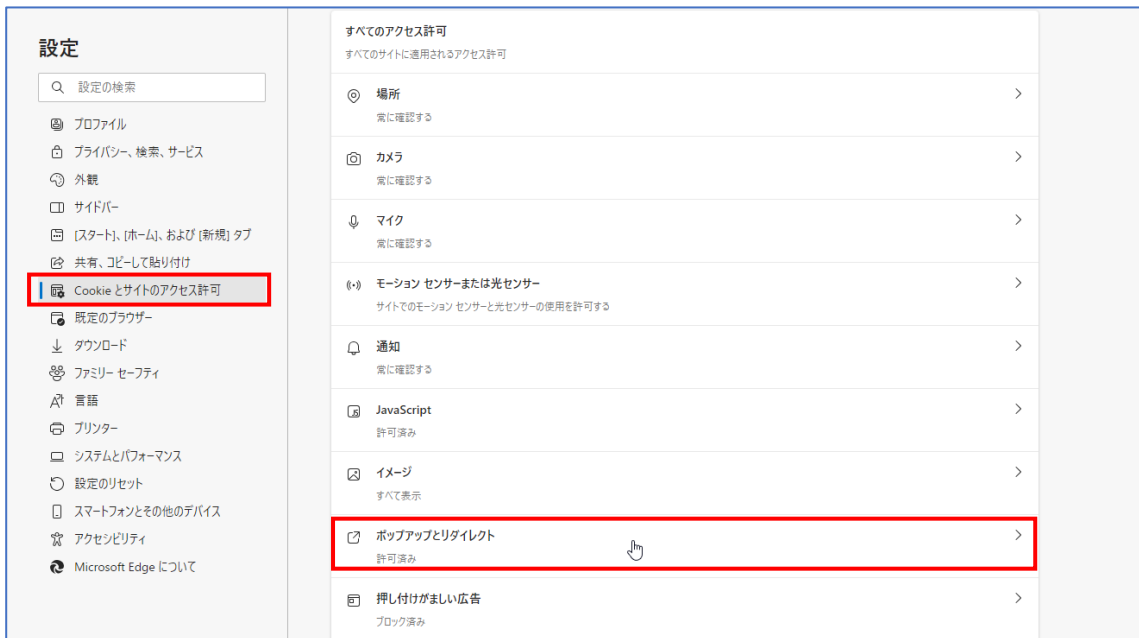 設定
設定の検索
プロファイル
プライバシー、検索、サービス
外観
サイドバー
[スタート]、[ホーム]、および [新規] タブ
共有、コピーして貼り付け
Cookie とサイトのアクセス許可
既定のブラウザー
ダウンロード
ファミリー セーフティ
言語
プリンター
システムとパフォーマンス
設定のリセット
スマートフォンとその他のデバイス
アクセシビリティ
Microsoft Edge について
すべてのアクセス許可
すべてのサイトに適用されるアクセス許可
場所
常に確認する
カメラ
常に確認する
マイク
常に確認する
モーション センサーまたは光センサー
サイトでのモーション センサーと光センサーの使用を許可する
通知
常に確認する
JavaScript
許可済み
イメージ
すべて表示
ポップアップとリダイレクト
許可済み
押し付けがましい広告
ブロック済み